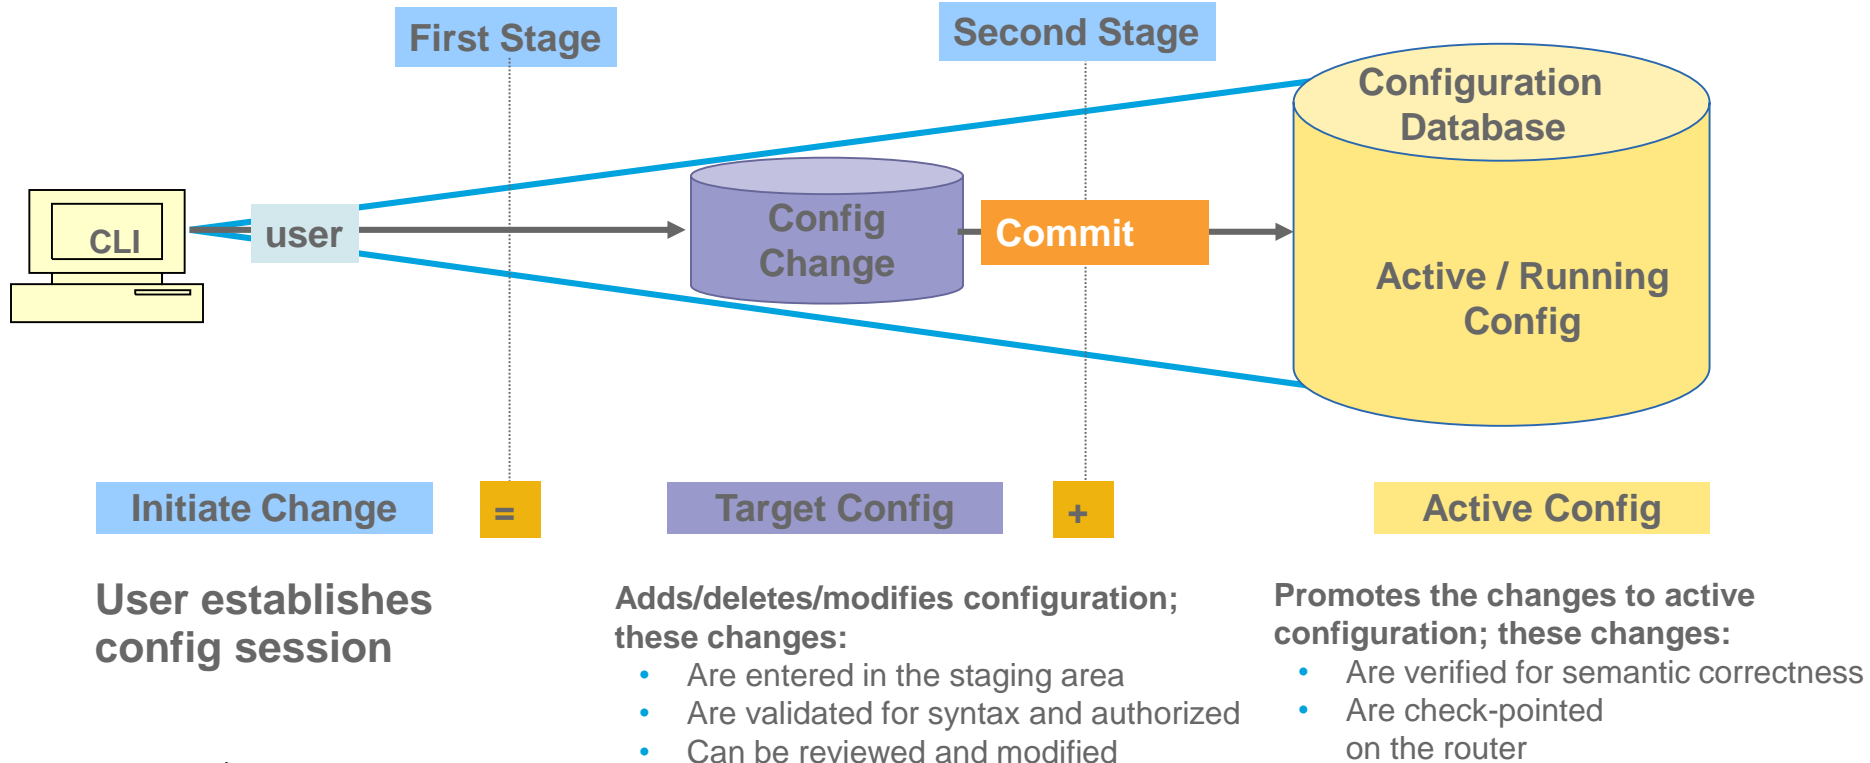 First Stage
Second Stage
Configuration
Database
CLI
user
Config
Change
Commit
Active / Running
Config
Initiate Change
=
Target Config
+
Active Config
User establishes
config session
Adds/deletes/modifies configuration;
these changes:
• Are entered in the staging area
• Are validated for syntax and authorized
• Can be reviewed and modified
Promotes the changes to active
configuration; these changes:
• Are verified for semantic correctness
• Are check-pointed
on the router